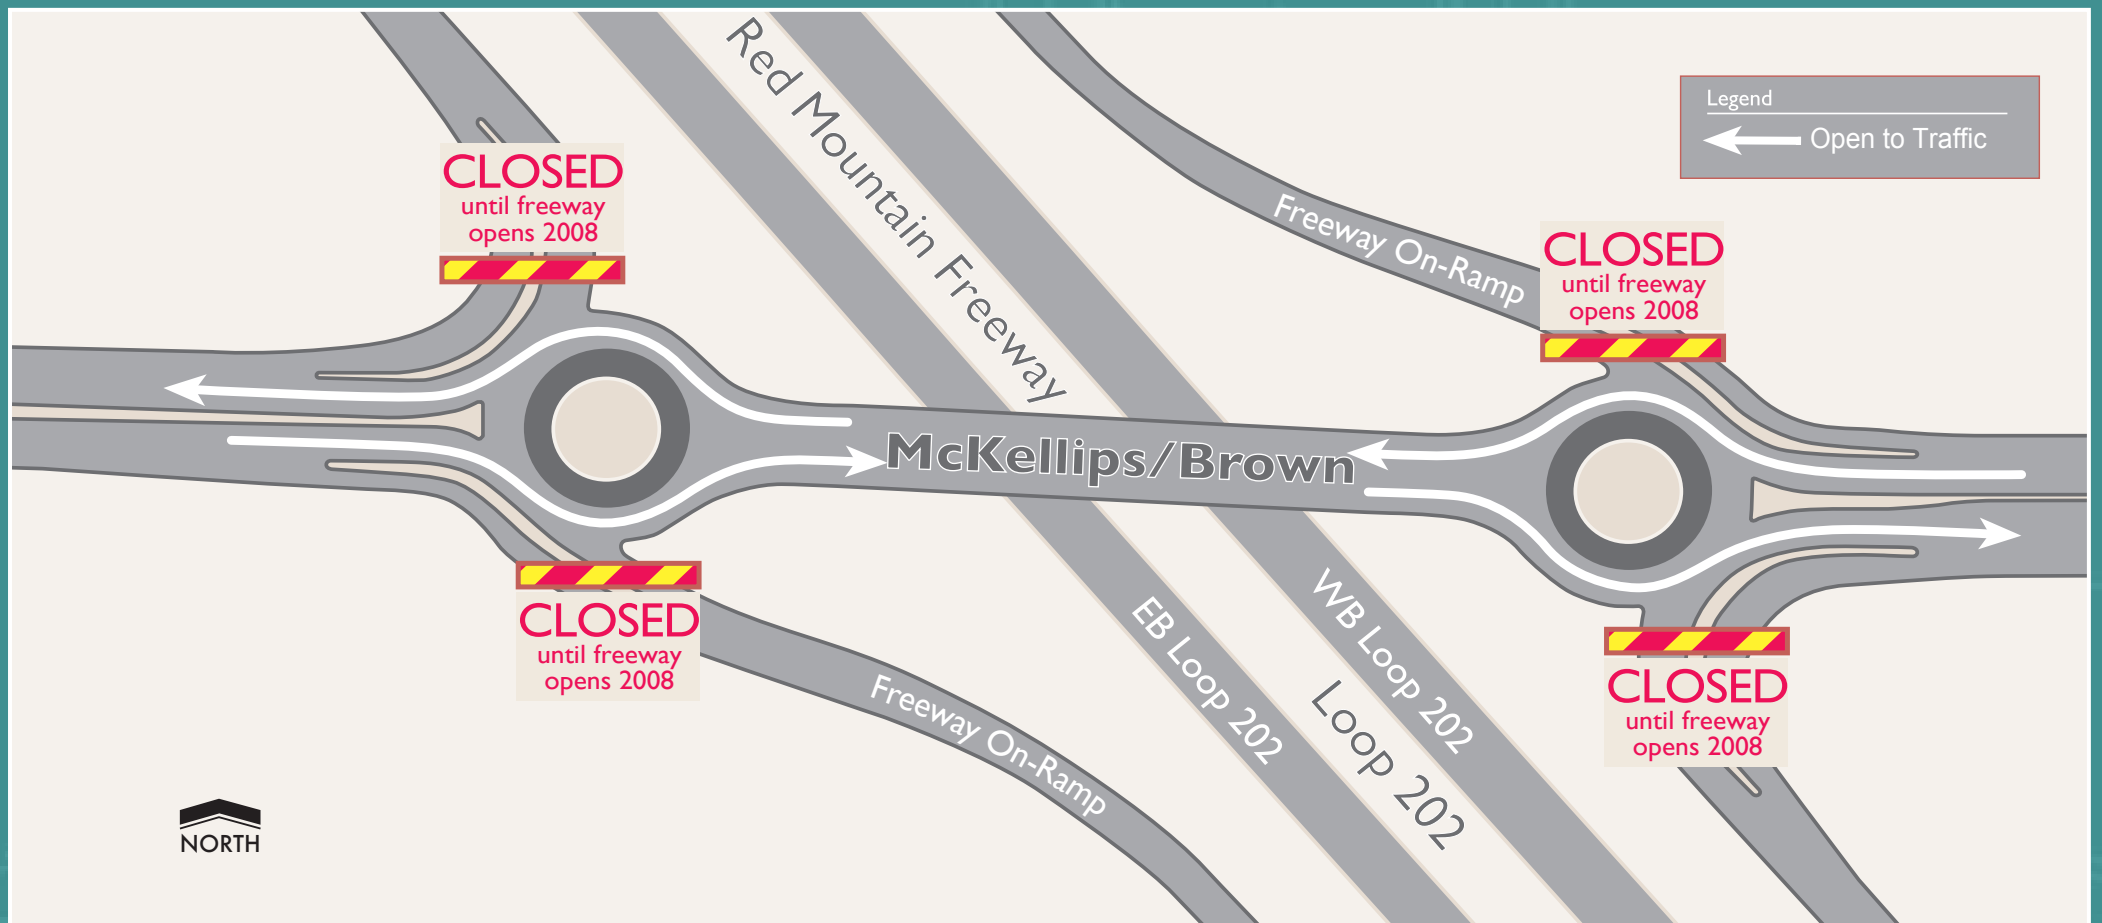 Red Mountain Freeway
Legend
Open to Traffic
CLOSED
until freeway
opens 2008
Freeway On-Ramp
CLOSED
until freeway
opens 2008
McKellips/Brown
CLOSED
until freeway
opens 2008
EB Loop 202
WB Loop 202
Loop 202
CLOSED
until freeway
opens 2008
Freeway On-Ramp
NORTH